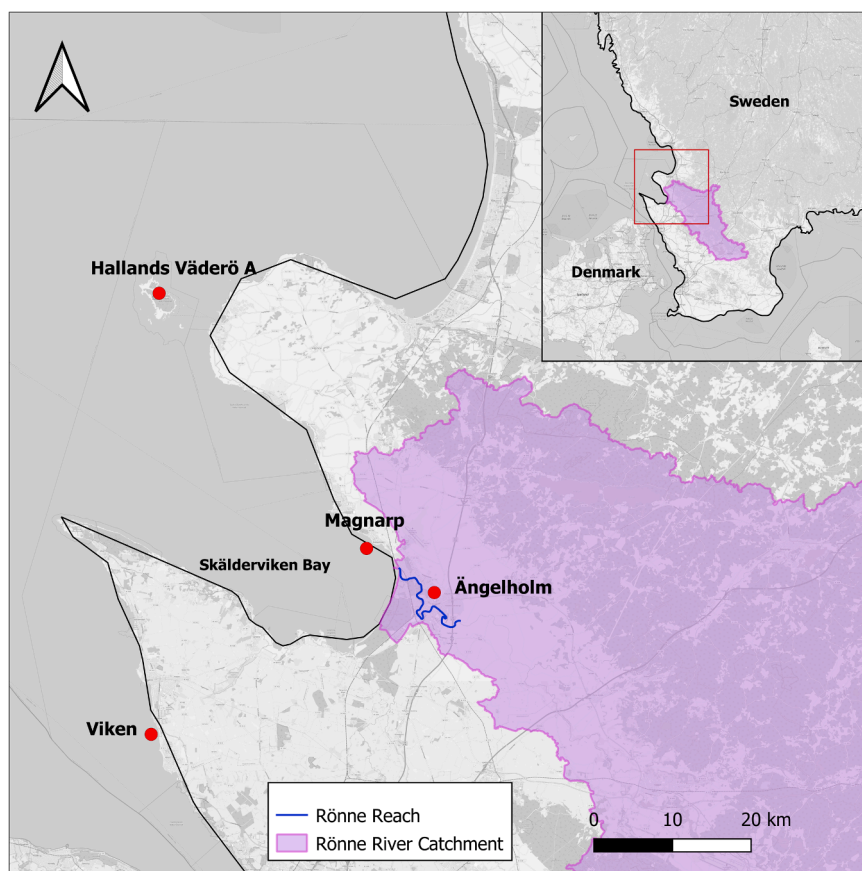 Sweden
Denmark
Hallands Väderö A
Magnarp
Skälderviken Bay
Ängelholm
Viken
Rönne Reach
Rönne River Catchment
0 10 20 km